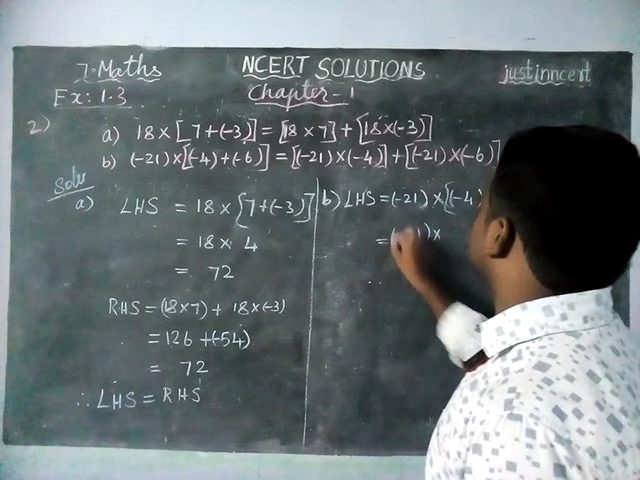 7. Maths NCERT SOLUTIONS justinncert
Ex: 1.3 Chapter-1
2) a) 18×[7+(-3)] = [18×7]+[18×(-3)]
b) (-21)×[(-4)+(-6)] = [(-21)×(-4)]+[(-21)×(-6)]
Solu
a) LHS = 18×[7+(-3)]
= 18× 4
= 72
RHS = (18×7) + 18×(-3)
= 126 +(-54)
= 72
∴ LHS = RHS
b) LHS = (-21) ×[(-4)